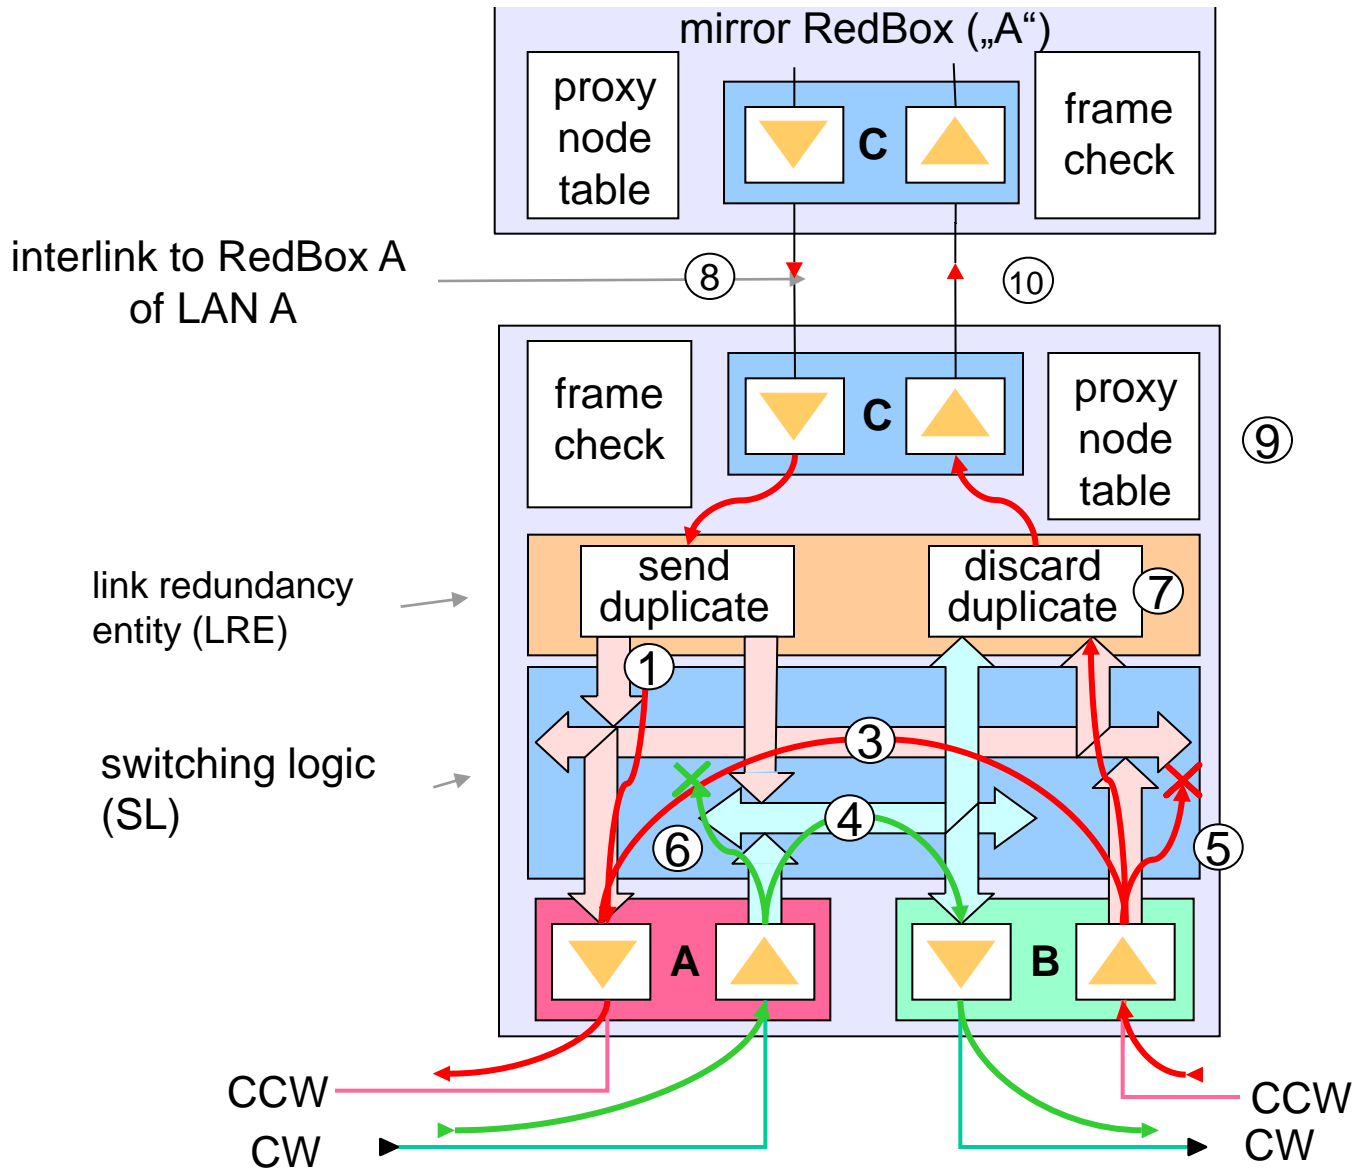 mirror RedBox („A“)
proxy
node
table
C
frame
check
interlink to RedBox A
of LAN A
8
10
frame
check
C
proxy
node
table
9
link redundancy
entity (LRE)
send
duplicate
discard
duplicate
7
1
3
switching logic
(SL)
4
6
5
A
B
CCW
CW
CCW
CW